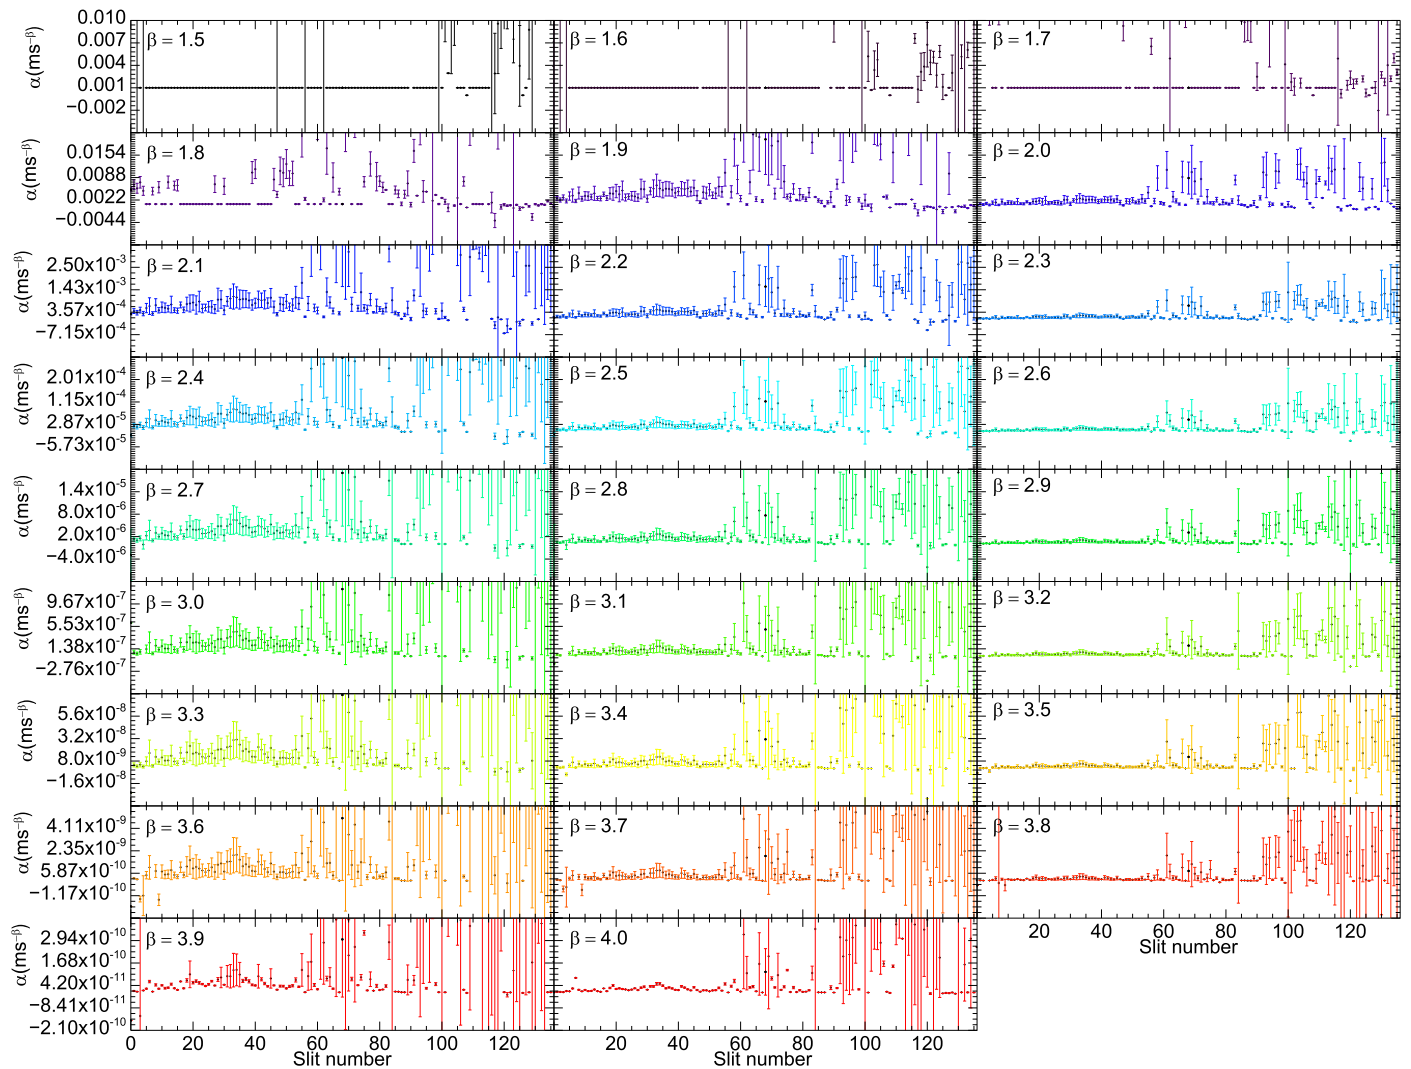 α(ms⁻ᵝ) 0.010 0.007 0.004 0.001 −0.002 β = 1.5 β = 1.6 β = 1.7
α(ms⁻ᵝ) 0.0154 0.0088 0.0022 −0.0044 β = 1.8 β = 1.9 β = 2.0
α(ms⁻ᵝ) 2.50x10⁻³ 1.43x10⁻³ 3.57x10⁻⁴ −7.15x10⁻⁴ β = 2.1 β = 2.2 β = 2.3
α(ms⁻ᵝ) 2.01x10⁻⁴ 1.15x10⁻⁴ 2.87x10⁻⁵ −5.73x10⁻⁵ β = 2.4 β = 2.5 β = 2.6
α(ms⁻ᵝ) 1.4x10⁻⁵ 8.0x10⁻⁶ 2.0x10⁻⁶ −4.0x10⁻⁶ β = 2.7 β = 2.8 β = 2.9
α(ms⁻ᵝ) 9.67x10⁻⁷ 5.53x10⁻⁷ 1.38x10⁻⁷ −2.76x10⁻⁷ β = 3.0 β = 3.1 β = 3.2
α(ms⁻ᵝ) 5.6x10⁻⁸ 3.2x10⁻⁸ 8.0x10⁻⁹ −1.6x10⁻⁸ β = 3.3 β = 3.4 β = 3.5
α(ms⁻ᵝ) 4.11x10⁻⁹ 2.35x10⁻⁹ 5.87x10⁻¹⁰ −1.17x10⁻¹⁰ β = 3.6 β = 3.7 β = 3.8
20 40 60 80 100 120
Slit number
α(ms⁻ᵝ) 2.94x10⁻¹⁰ 1.68x10⁻¹⁰ 4.20x10⁻¹¹ −8.41x10⁻¹¹ −2.10x10⁻¹⁰ β = 3.9 β = 4.0
0 20 40 60 80 100 120 20 40 60 80 100 120
Slit number Slit number